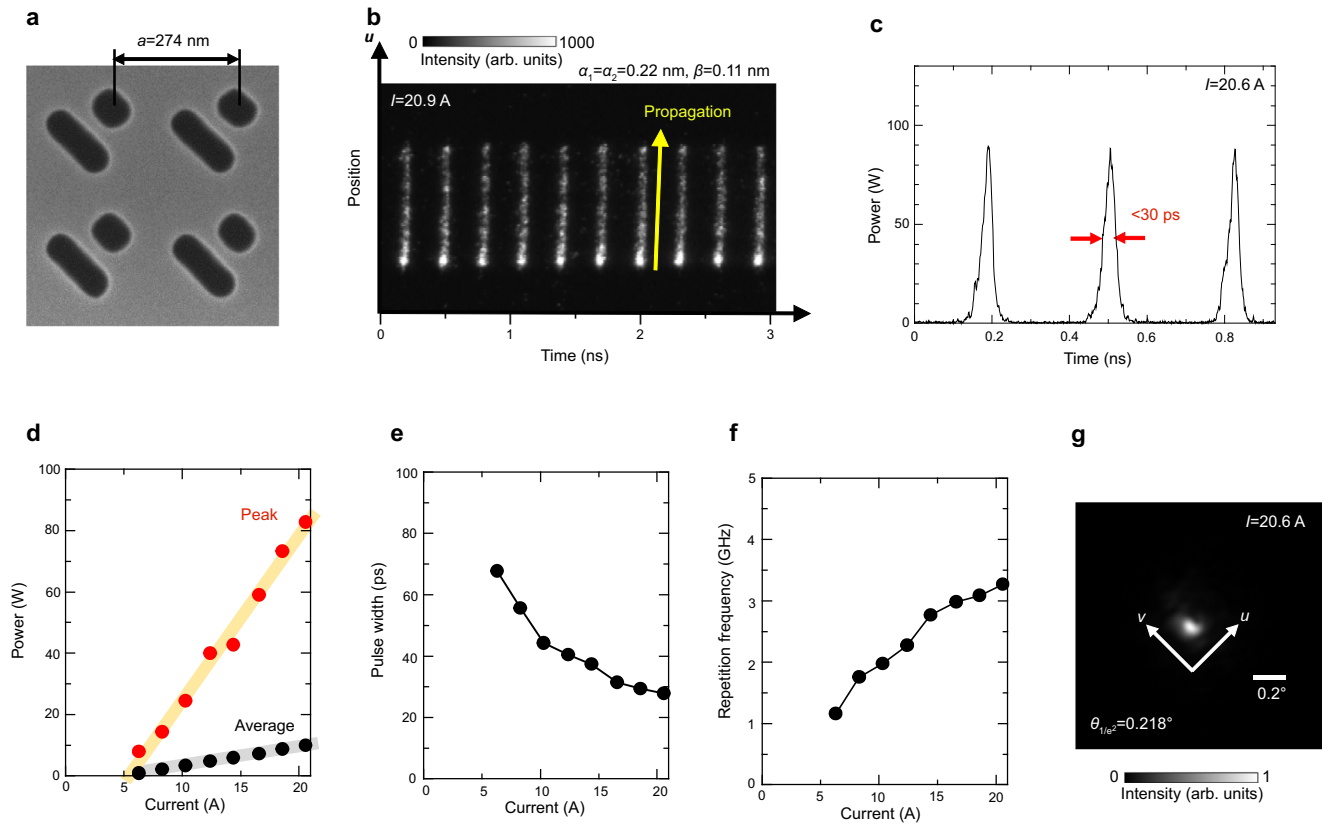 a
a=274 nm
b
u
0 1000
Intensity (arb. units)
α1=α2=0.22 nm, β=0.11 nm
I=20.9 A
Propagation
Position
0 1 2 3
Time (ns)
c
I=20.6 A
100
50
0
Power (W)
<30 ps
0 0.2 0.4 0.6 0.8
Time (ns)
d
100
80
60
40
20
0
Power (W)
Peak
Average
0 5 10 15 20
Current (A)
e
100
80
60
40
20
0
Pulse width (ps)
0 5 10 15 20
Current (A)
f
5
4
3
2
1
0
Repetition frequency (GHz)
0 5 10 15 20
Current (A)
g
I=20.6 A
v u
0.2°
θ1/e²=0.218°
0 1
Intensity (arb. units)